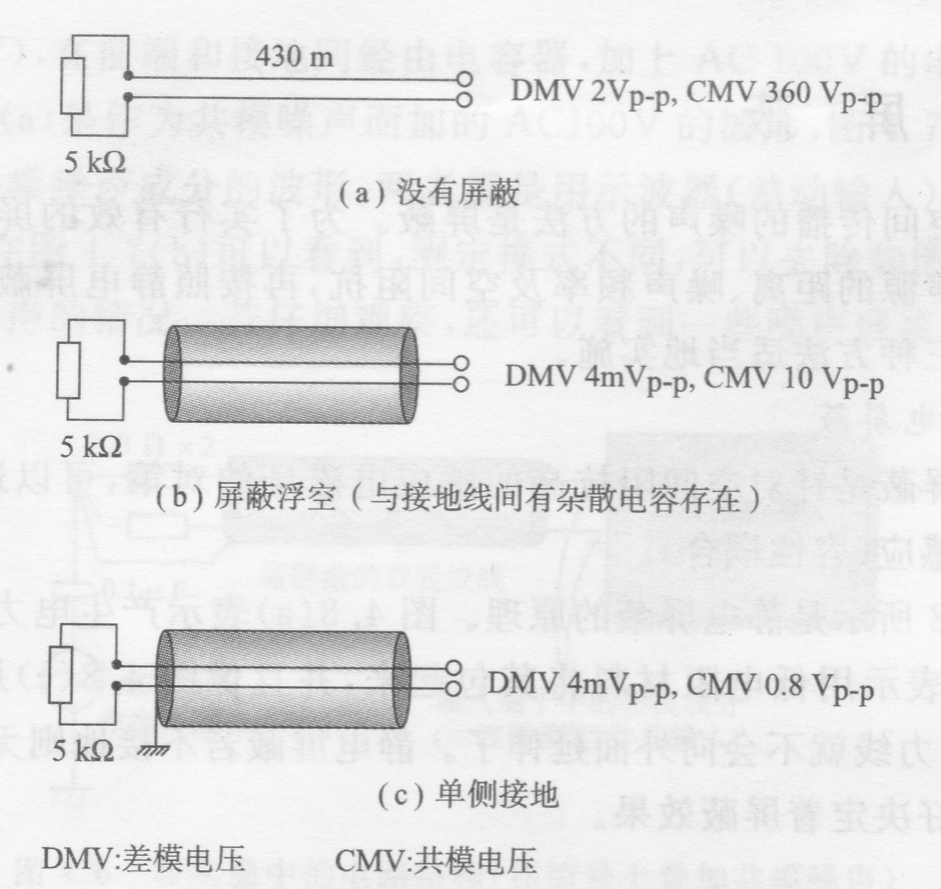 430 m
DMV 2Vp-p, CMV 360 Vp-p
5 kΩ
(a) 没有屏蔽
DMV 4mVp-p, CMV 10 Vp-p
5 kΩ
(b) 屏蔽浮空（与接地线间有杂散电容存在）
DMV 4mVp-p, CMV 0.8 Vp-p
5 kΩ
(c) 单侧接地
DMV:差模电压 CMV:共模电压